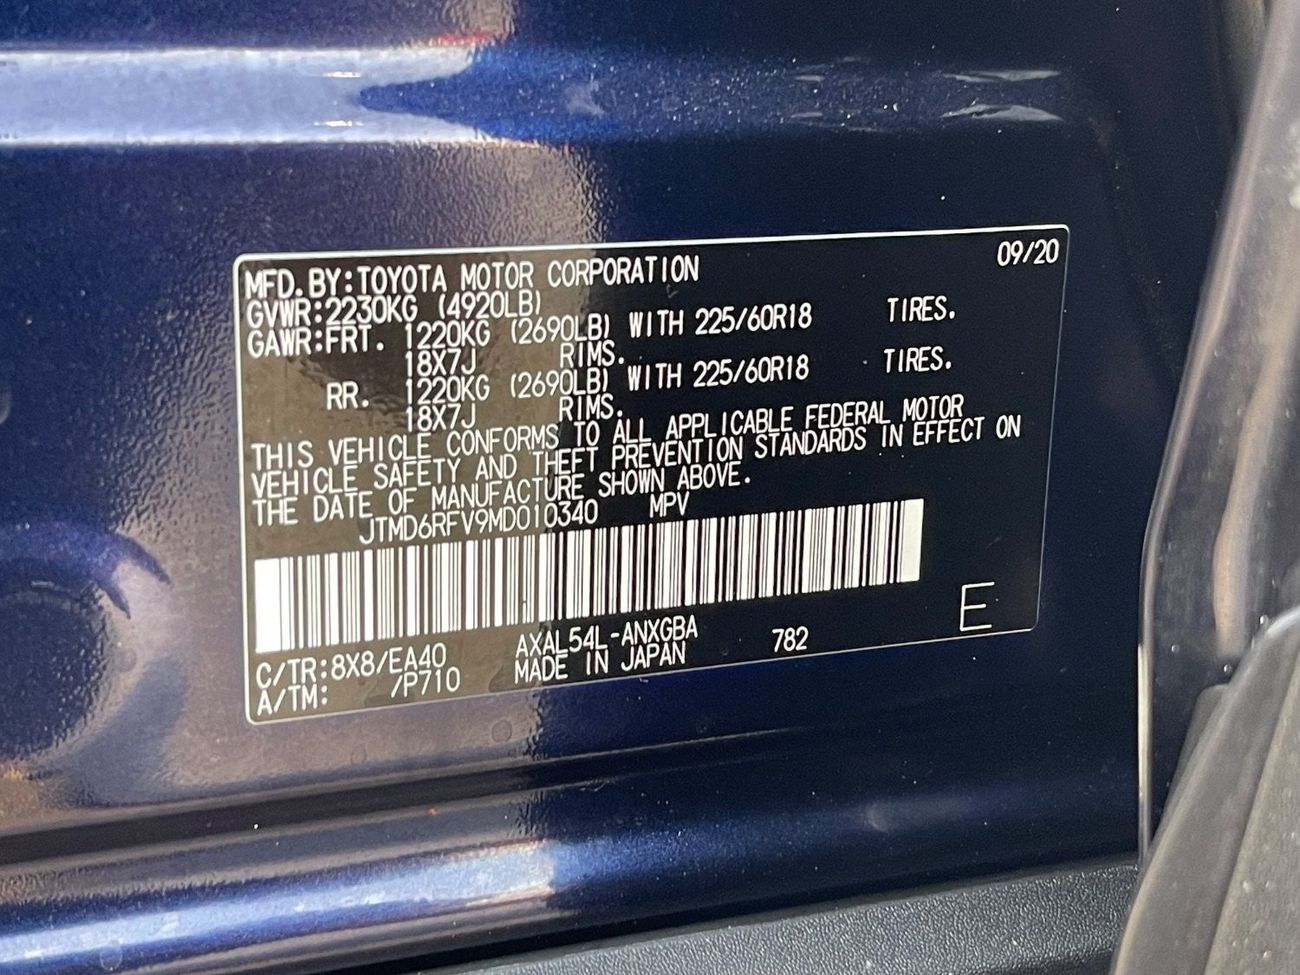 09/20
MFD.BY:TOYOTA MOTOR CORPORATION
GVWR:2230KG (4920LB)
GAWR:FRT. 1220KG (2690LB) WITH 225/60R18 TIRES.
18X7J RIMS.
RR. 1220KG (2690LB) WITH 225/60R18 TIRES.
18X7J RIMS.
THIS VEHICLE CONFORMS TO ALL APPLICABLE FEDERAL MOTOR
VEHICLE SAFETY AND THEFT PREVENTION STANDARDS IN EFFECT ON
THE DATE OF MANUFACTURE SHOWN ABOVE.
JTMD6RFV9MD010340 MPV
C/TR:8X8/EA40 AXAL54L-ANXGBA 782 E
A/TM: /P710 MADE IN JAPAN